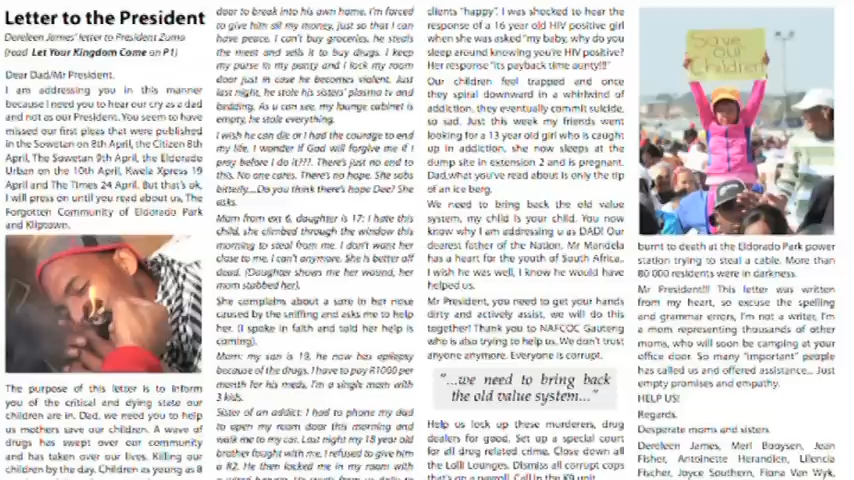 Letter to the President
Dereleen James' letter to President Zuma
(read Let Your Kingdom Come on P1)
Dear Dad/Mr President.
I am addressing you in this manner
because I need you to hear our cry as a dad
and not as our President. You seem to have
missed our first pleas that were published
in the Sowetan on 8th April, the Citizen 8th
April, The Sowetan 9th April, the Eldorado
Urban on the 10th April, Kwela Xpress 19
April and The Times 24 April. But that's ok,
I will press on until you read about us, The
Forgotten Community of Eldorado Park
and Kliptown.
The purpose of this letter is to inform
you of the critical and dying state our
children are in. Dad, we need you to help
us mothers save our children. A wave of
drugs has swept over our community
and has taken over our lives. Killing our
children by the day. Children as young as 8
door to break into his own home. I'm forced
to give him all my money, just so that I can
have peace. I can't buy groceries, he steals
the meet and sells it to buy drugs. I keep
my purse in my panty and I lock my room
door just in case he becomes violent. Just
last night, he stole his sisters' plasma tv and
bedding. As u can see, my lounge cabinet is
empty, he stole everything.
I wish he can die or I had the courage to end
my life. I wonder if God will forgive me if I
pray before I do it???. There's just no end to
this. No one cares. There's no hope. She sobs
bitterly....Do you think there's hope Dee? She
asks.
Mom from ext 6, daughter is 17: I hate this
child, she climbed through the window this
morning to steal from me. I don't want her
close to me. I can't anymore. She is better off
dead. (Daughter shows me her wound, her
mom stabbed her).
She complains about a sore in her nose
caused by the sniffing and asks me to help
her. (I spoke in faith and told her help is
coming).
Mom: my son is 19, he now has epilepsy
because of the drugs. I have to pay R1000 per
month for his meds, I'm a single mom with
3 kids.
Sister of an addict: I had to phone my dad
to open my room door this morning and
walk me to my car. Last night my 18 year old
brother fought with me. I refused to give him
a R2. He then locked me in my room with
clients "happy". I was shocked to hear the
response of a 16 year old HIV positive girl
when she was asked "my baby, why do you
sleep around knowing you're HIV positive?
Her response "its payback time aunty!!!"
Our children feel trapped and once
they spiral downward in a whirlwind of
addiction, they eventually commit suicide,
so sad. Just this week my friends went
looking for a 13 year old girl who is caught
up in addiction, she now sleeps at the
dump site in extension 2 and is pregnant.
Dad,what you've read about is only the tip
of an ice berg.
We need to bring back the old value
system, my child is your child. You now
know why I am addressing u as DAD! Our
dearest father of the Nation, Mr Mandela
has a heart for the youth of South Africa..
I wish he was well, I know he would have
helped us.
Mr President, you need to get your hands
dirty and actively assist, we will do this
together! Thank you to NAFCOC Gauteng
who is also trying to help us. We don't trust
anyone anymore. Everyone is corrupt.
"...we need to bring back
the old value system..."
Help us lock up these murderers, drug
dealers for good. Set up a special court
for all drug related crime. Close down all
the Lolli Lounges. Dismiss all corrupt cops
that's on a payroll. Call in the K9 unit
Save
our
Children
burnt to death at the Eldorado Park power
station trying to steal a cable. More than
80 000 residents were in darkness.
Mr President!!! This letter was written
from my heart, so excuse the spelling
and grammar errors, I'm not a writer, I'm
a mom representing thousands of other
moms, who will soon be camping at your
office door. So many "important" people
has called us and offered assistance... Just
empty promises and empathy.
HELP US!
Regards.
Desperate moms and sisters
Dereleen James, Merl Baaysen, Jean
Fisher, Antoinette Herandien, Lilencia
Fischer, Joyce Southern, Fiona Van Wyk,